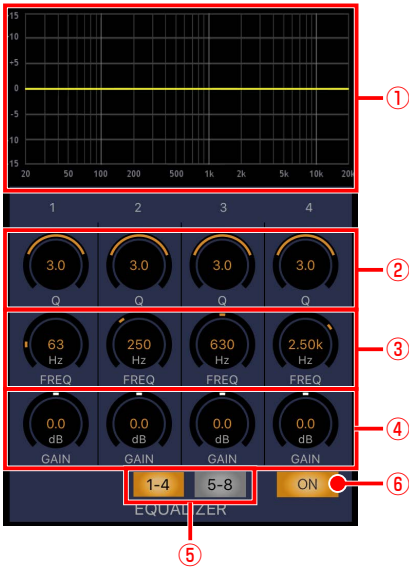 15
+10
+5
0
-5
10
15
20 50 100 200 500 1k 2k 5k 10k 20k
①
1 2 3 4
3.0 3.0 3.0 3.0
Q Q Q Q
②
63 250 630 2.50k
Hz Hz Hz Hz
FREQ FREQ FREQ FREQ
③
0.0 0.0 0.0 0.0
dB dB dB dB
GAIN GAIN GAIN GAIN
④
1-4 5-8 ON
⑥
EQUALIZER
⑤